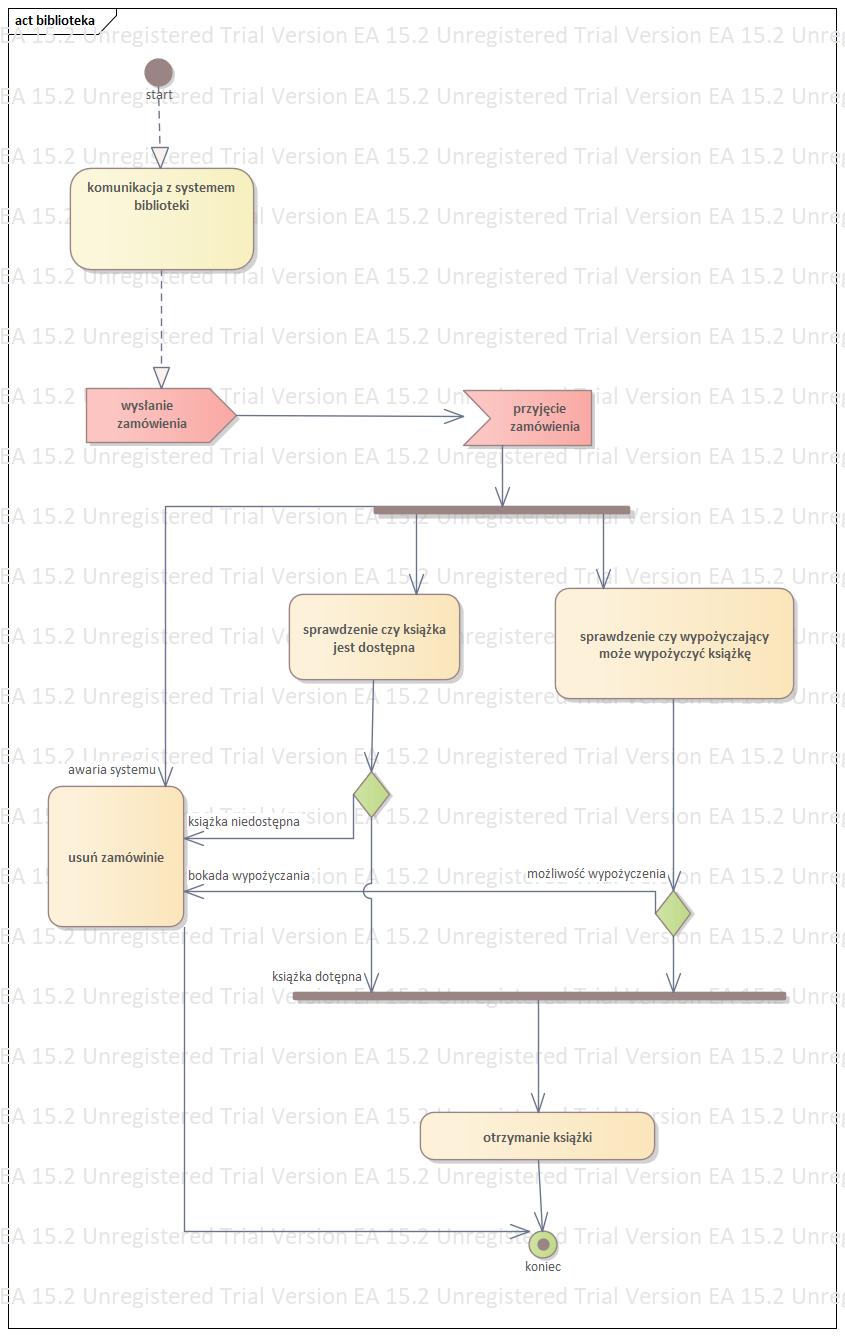 act biblioteka
start
komunikacja z systemem
biblioteki
wysłanie
zamówienia
przyjęcie
zamówienia
sprawdzenie czy książka
jest dostępna
sprawdzenie czy wypożyczający
może wypożyczyć książkę
awaria systemu
książka niedostępna
usuń zamówinie
bokada wypożyczania
możliwość wypożyczenia
książka dotępna
otrzymanie książki
koniec
EA 15.2 Unregistered Trial Version EA 15.2 Unregistered Trial Version EA 15.2 Unregistered